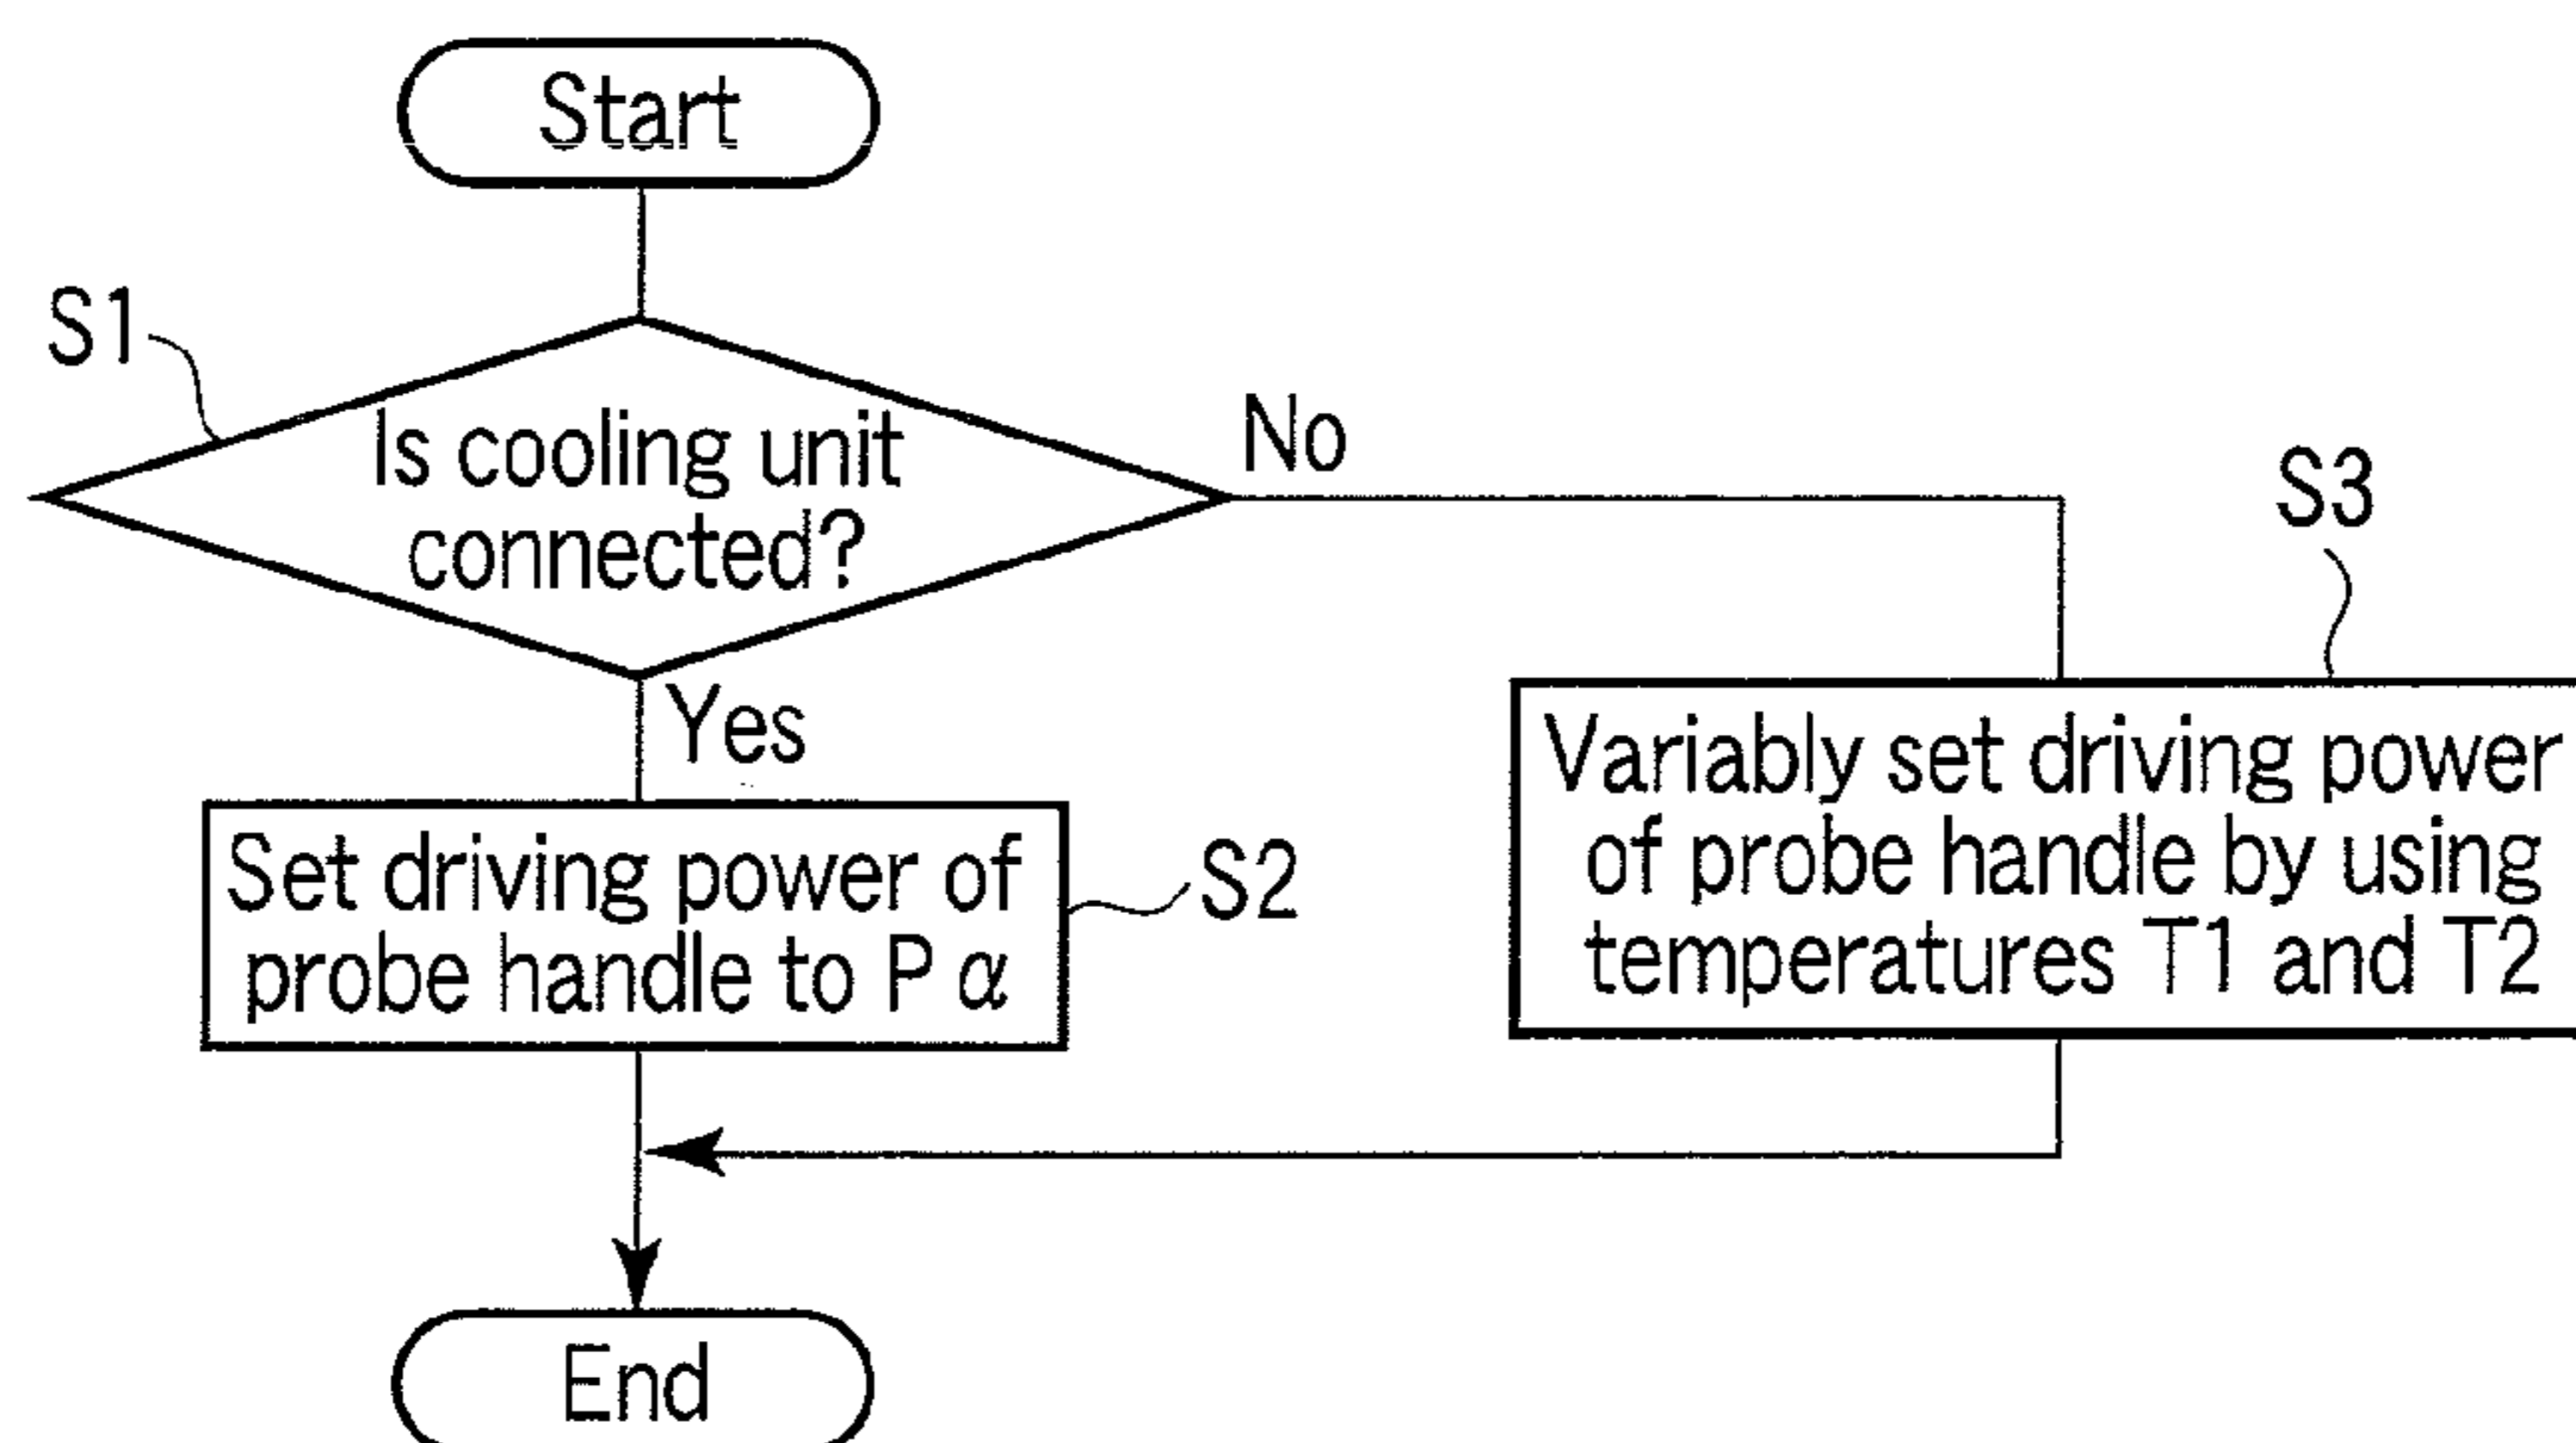 Start
S1
Is cooling unit
connected?
No
Yes
S3
Set driving power of
probe handle to P α
S2
Variably set driving power
of probe handle by using
temperatures T1 and T2
End